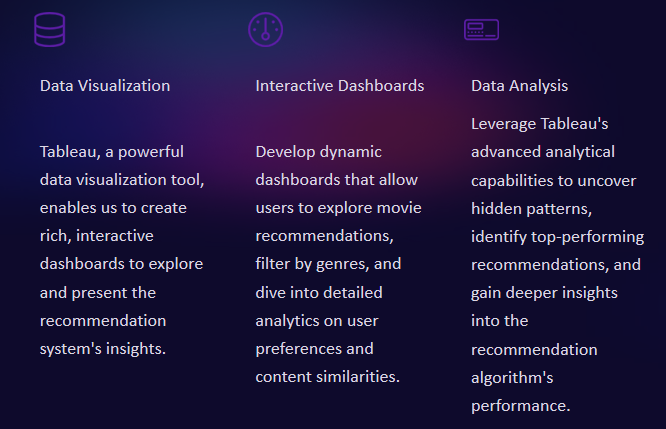 Data Visualization
Tableau, a powerful
data visualization tool,
enables us to create
rich, interactive
dashboards to explore
and present the
recommendation
system's insights.
Interactive Dashboards
Develop dynamic
dashboards that allow
users to explore movie
recommendations,
filter by genres, and
dive into detailed
analytics on user
preferences and
content similarities.
Data Analysis
Leverage Tableau's
advanced analytical
capabilities to uncover
hidden patterns,
identify top-performing
recommendations, and
gain deeper insights
into the
recommendation
algorithm's
performance.